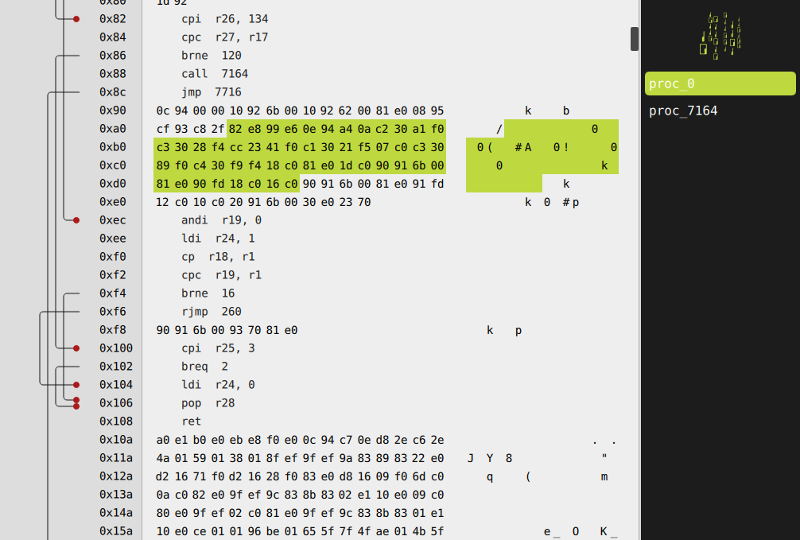 0x80 1d 92
0x82 cpi r26, 134
0x84 cpc r27, r17
0x86 brne 120
0x88 call 7164
0x8c jmp 7716
0x90 0c 94 00 00 10 92 6b 00 10 92 62 00 81 e0 08 95 k b
0xa0 cf 93 c8 2f 82 e8 99 e6 0e 94 a4 0a c2 30 a1 f0 / 0
0xb0 c3 30 28 f4 cc 23 41 f0 c1 30 21 f5 07 c0 c3 30 0( #A 0! 0
0xc0 89 f0 c4 30 f9 f4 18 c0 81 e0 1d c0 90 91 6b 00 0 k
0xd0 81 e0 90 fd 18 c0 16 c0 90 91 6b 00 81 e0 91 fd k
0xe0 12 c0 10 c0 20 91 6b 00 30 e0 23 70 k 0 #p
0xec andi r19, 0
0xee ldi r24, 1
0xf0 cp r18, r1
0xf2 cpc r19, r1
0xf4 brne 16
0xf6 rjmp 260
0xf8 90 91 6b 00 93 70 81 e0 k p
0x100 cpi r25, 3
0x102 breq 2
0x104 ldi r24, 0
0x106 pop r28
0x108 ret
0x10a a0 e1 b0 e0 eb e8 f0 e0 0c 94 c7 0e d8 2e c6 2e . .
0x11a 4a 01 59 01 38 01 8f ef 9f ef 9a 83 89 83 22 e0 J Y 8 "
0x12a d2 16 71 f0 d2 16 28 f0 83 e0 d8 16 09 f0 6d c0 q ( m
0x13a 0a c0 82 e0 9f ef 9c 83 8b 83 02 e1 10 e0 09 c0
0x14a 80 e0 9f ef 02 c0 81 e0 9f ef 9c 83 8b 83 01 e1
0x15a 10 e0 ce 01 01 96 be 01 65 5f 7f 4f ae 01 4b 5f e_ O K_
proc_0
proc_7164